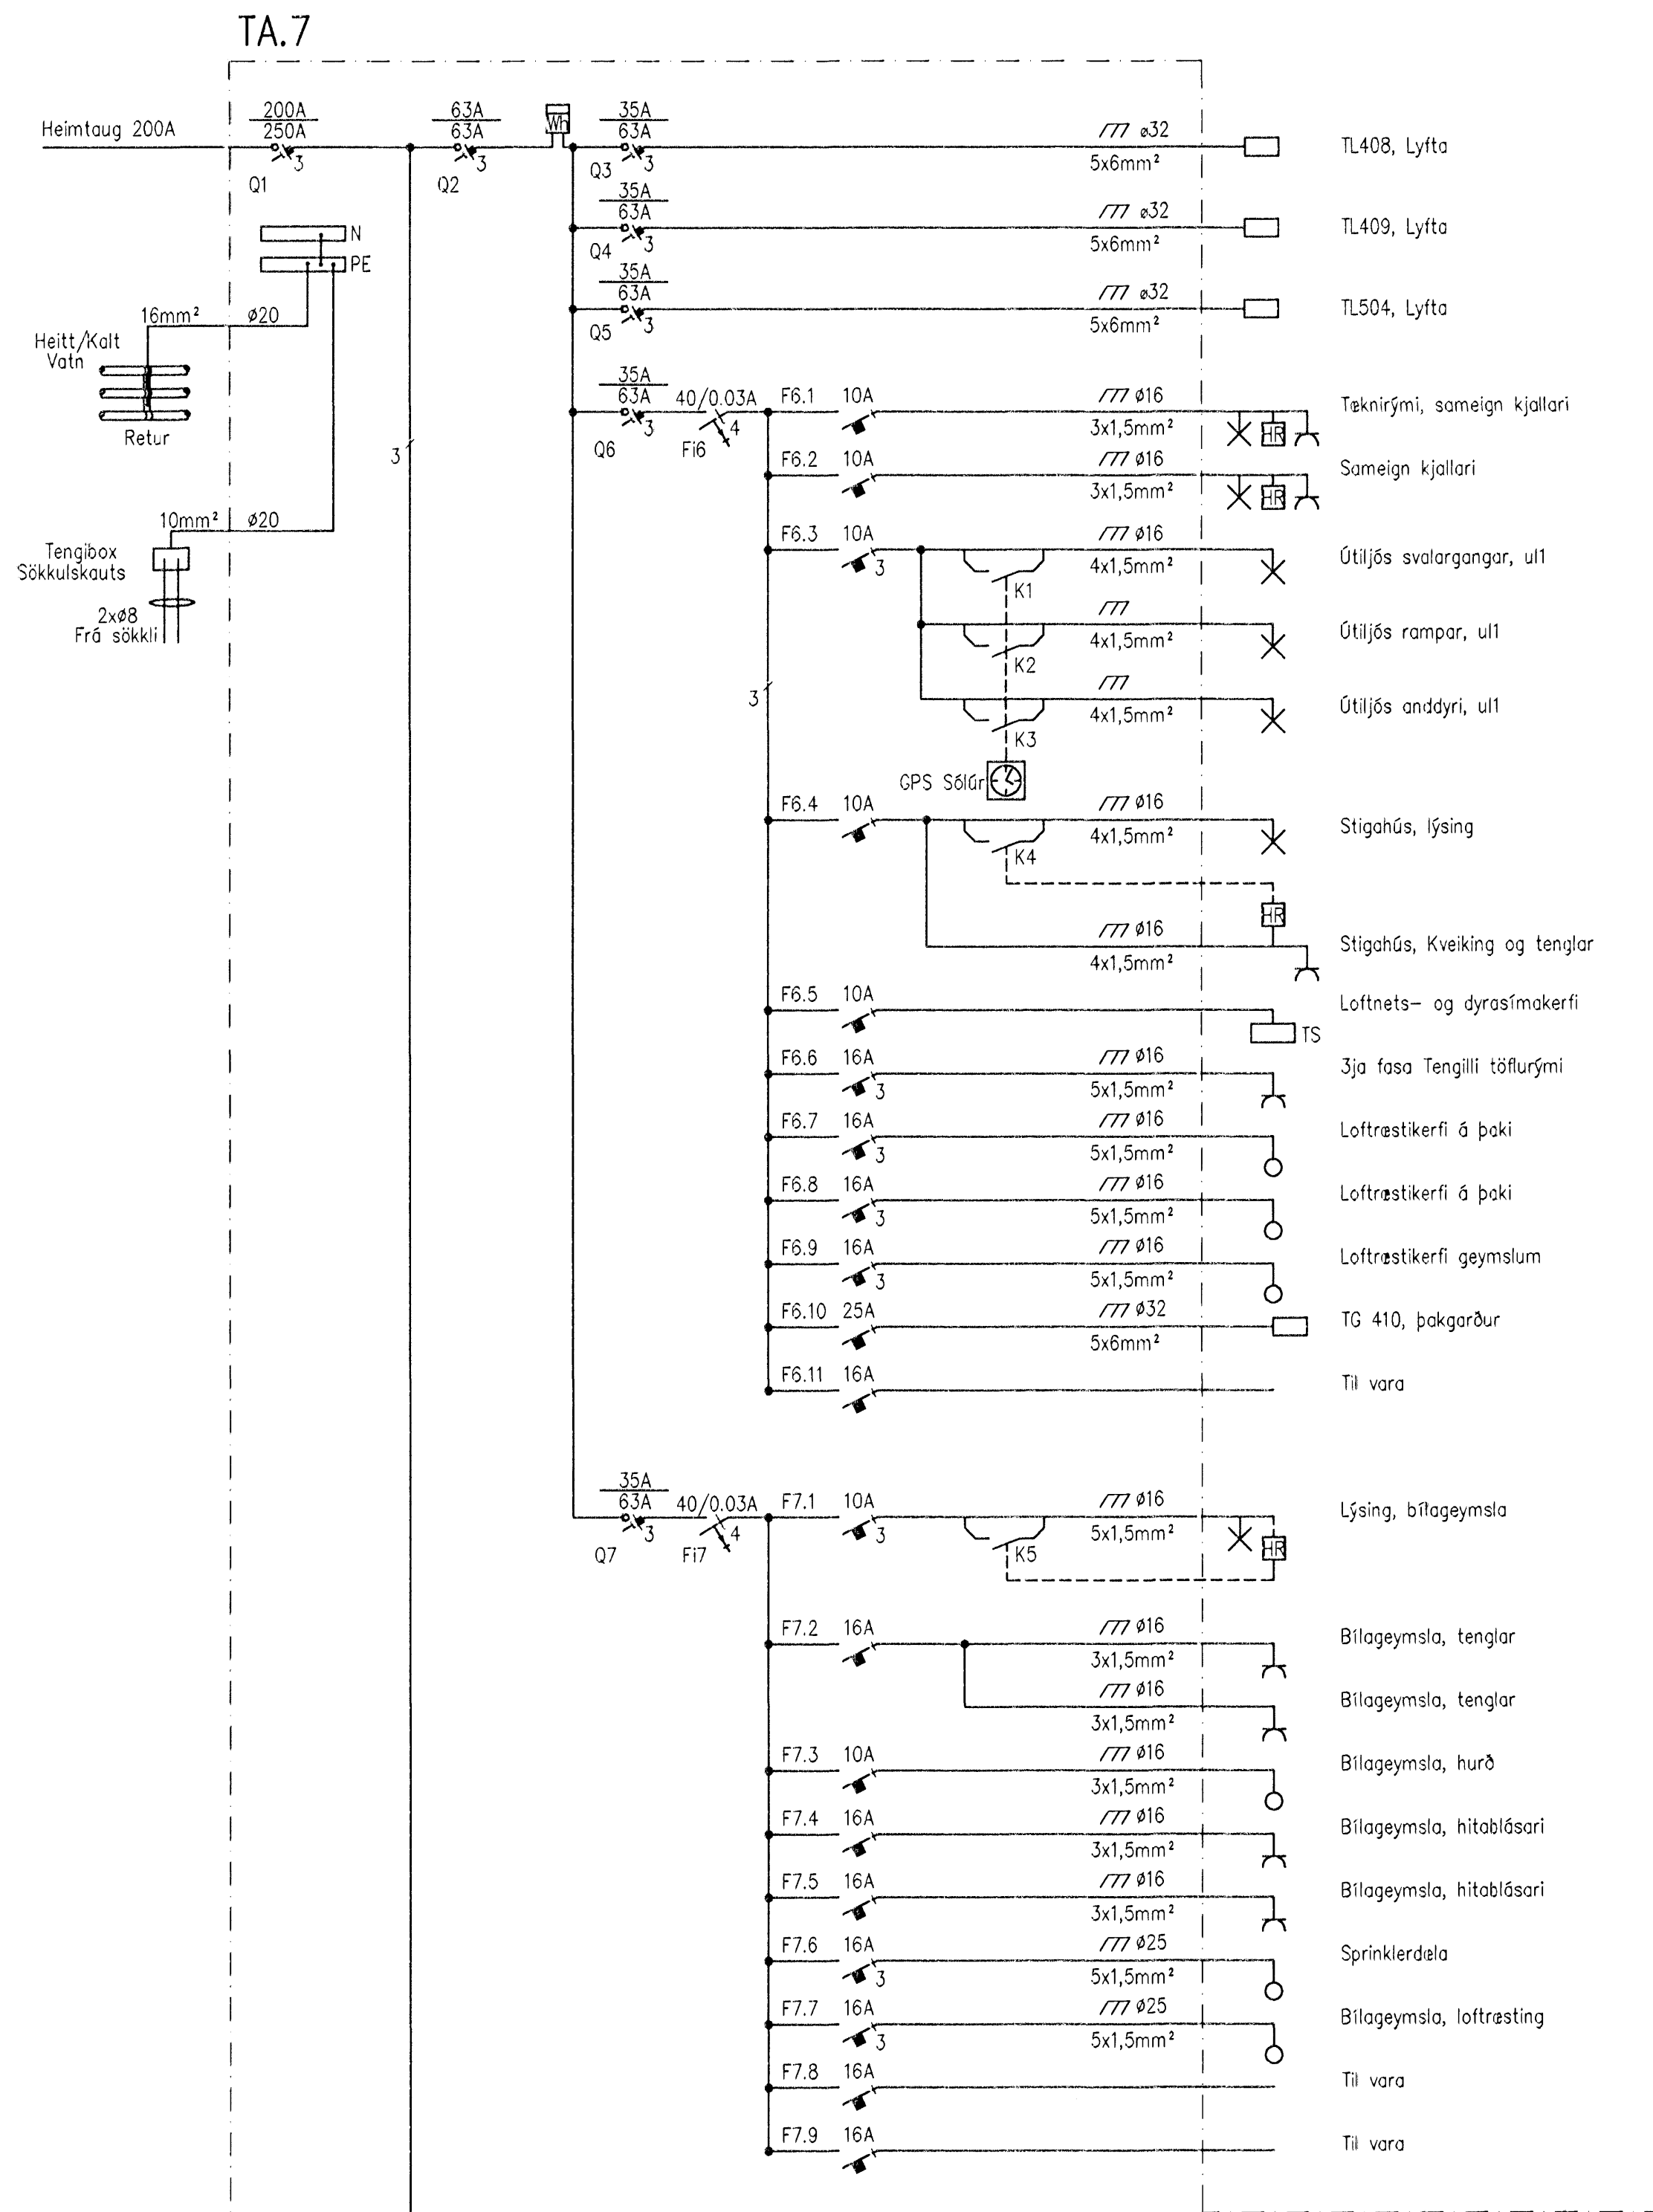 TA.7
Heimtaug 200A
200A
250A
3
Q1
63A
63A
3
Q2
Wh
35A
63A
3
Q3
ø32
5x6mm²
TL408, Lyfta
35A
63A
3
Q4
ø32
5x6mm²
TL409, Lyfta
35A
63A
3
Q5
ø32
5x6mm²
TL504, Lyfta
N
PE
16mm²
ø20
Heitt/Kalt
Vatn
Retur
10mm²
ø20
Tengibox
Sökkulskauts
2xø8
Frá sökkli
3
35A
63A
3
Q6
40/0.03A
4
Fi6
3
F6.1
10A
ø16
3x1,5mm²
HR
Tæknirými, sameign kjallari
F6.2
10A
ø16
3x1,5mm²
HR
Sameign kjallari
F6.3
10A
3
K1
ø16
4x1,5mm²
Útiljós svalargangar, ul1
K2
4x1,5mm²
Útiljós rampar, ul1
K3
4x1,5mm²
Útiljós anddyri, ul1
GPS Sólúr
F6.4
10A
K4
ø16
4x1,5mm²
Stigahús, lýsing
HR
ø16
4x1,5mm²
Stigahús, Kveiking og tenglar
F6.5
10A
TS
Loftnets- og dyrasímakerfi
F6.6
16A
3
ø16
5x1,5mm²
3ja fasa Tengilli töflurými
F6.7
16A
3
ø16
5x1,5mm²
Loftræstikerfi á þaki
F6.8
16A
3
ø16
5x1,5mm²
Loftræstikerfi á þaki
F6.9
16A
3
ø16
5x1,5mm²
Loftræstikerfi geymslum
F6.10
25A
ø32
5x6mm²
TG 410, þakgarður
F6.11
16A
Til vara
35A
63A
3
Q7
40/0.03A
4
Fi7
F7.1
10A
3
K5
ø16
5x1,5mm²
HR
Lýsing, bílageymsla
F7.2
16A
ø16
3x1,5mm²
Bílageymsla, tenglar
ø16
3x1,5mm²
Bílageymsla, tenglar
F7.3
10A
ø16
3x1,5mm²
Bílageymsla, hurð
F7.4
16A
ø16
3x1,5mm²
Bílageymsla, hitablásari
F7.5
16A
ø16
3x1,5mm²
Bílageymsla, hitablásari
F7.6
16A
3
ø25
5x1,5mm²
Sprinklerdæla
F7.7
16A
3
ø25
5x1,5mm²
Bílageymsla, loftræsting
F7.8
16A
Til vara
F7.9
16A
Til vara